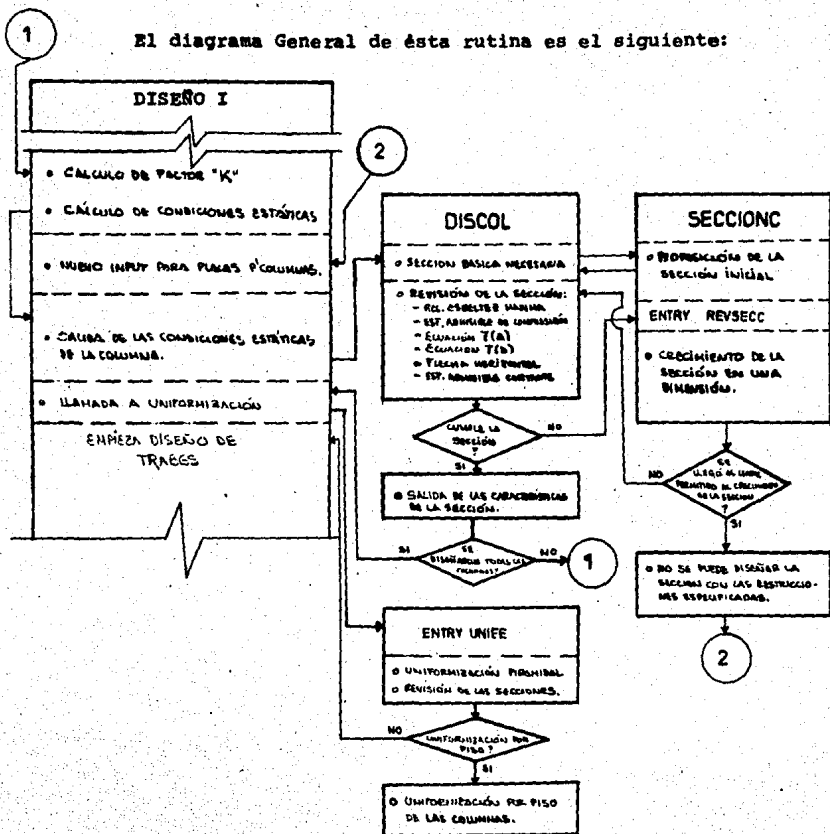 1
El diagrama General de ésta rutina es el siguiente:
DISEÑO I
• CALCULO DE FACTOR "K"
• CÁLCULO DE CONDICIONES ESTÁTICAS
2
• NUEVO INPUT PARA PLACAS P'COLUMNAS.
• SALIDA DE LAS CONDICIONES ESTÁTICAS
DE LA COLUMNA.
• LLAMADA A UNIFORMIZACIÓN
EMPIEZA DISEÑO DE
TRABES
DISCOL
• SECCION BASICA NECESARIA
• REVISIÓN DE LA SECCIÓN:
- REL. ESBELTEZ MAXIMA
- EST. ADMISIBLE DE COMPRESIÓN
- ECUACION 7(a)
- ECUACION 7(b)
- FLECHA HORIZONTAL
- EST. ADMISIBLE CORTANTE
CUMPLE LA
SECCIÓN
?
NO
SI
• SALIDA DE LAS CARACTERÍSTICAS
DE LA SECCIÓN.
SE
DISEÑARON TODAS LAS
COLUMNAS?
SI
NO
1
ENTRY UNIFE
• UNIFORMIZACIÓN PIRAMIDAL
• REVISIÓN DE LAS SECCIONES.
UNIFORMIZACIÓN POR
PISO?
NO
SI
• UNIFORMIZACIÓN POR PISO
DE LAS COLUMNAS.
SECCIONC
• PROPOSICIÓN DE LA
SECCIÓN INICIAL
ENTRY REVSECC
• CRECIMIENTO DE LA
SECCIÓN EN UNA
DIMENSIÓN.
SE
LLEGÓ AL LIMITE
PERMITIDO DE CRECIMIENTO
DE LA SECCION
?
NO
SI
• NO SE PUEDE DISEÑAR LA
SECCION CON LAS RESTRICCIO-
NES ESPECIFICADAS.
2